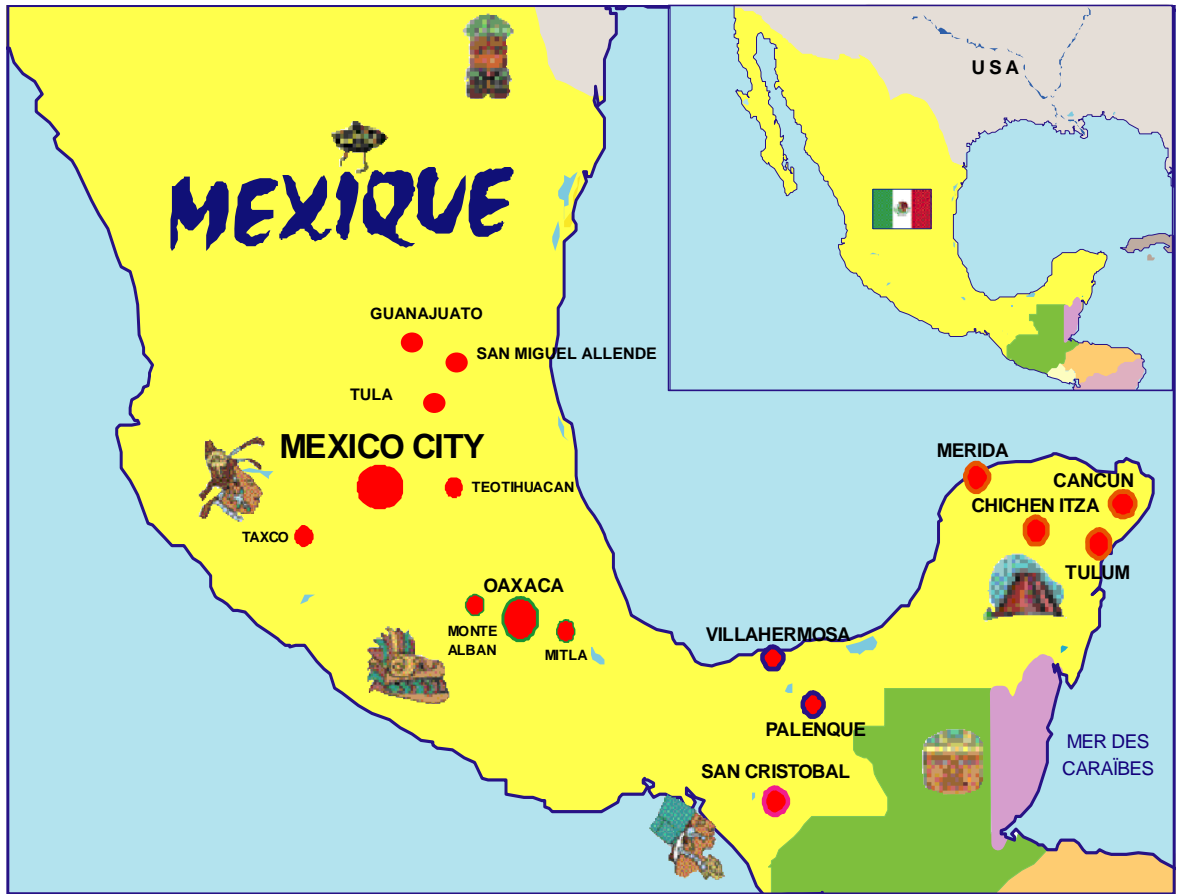 USA
MEXIQUE
GUANAJUATO
SAN MIGUEL ALLENDE
TULA
MEXICO CITY
TEOTIHUACAN
TAXCO
OAXACA
MONTE
ALBAN
MITLA
MERIDA
CANCUN
CHICHEN ITZA
TULUM
VILLAHERMOSA
PALENQUE
SAN CRISTOBAL
MER DES
CARAÏBES